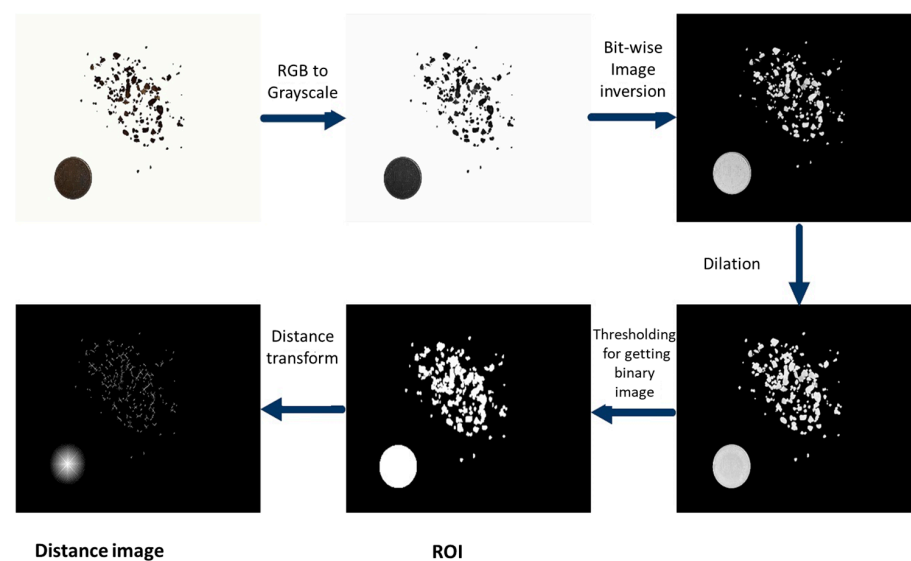 RGB to
Grayscale
Bit-wise
Image
inversion
Dilation
Thresholding
for getting
binary
image
Distance
transform
Distance image
ROI